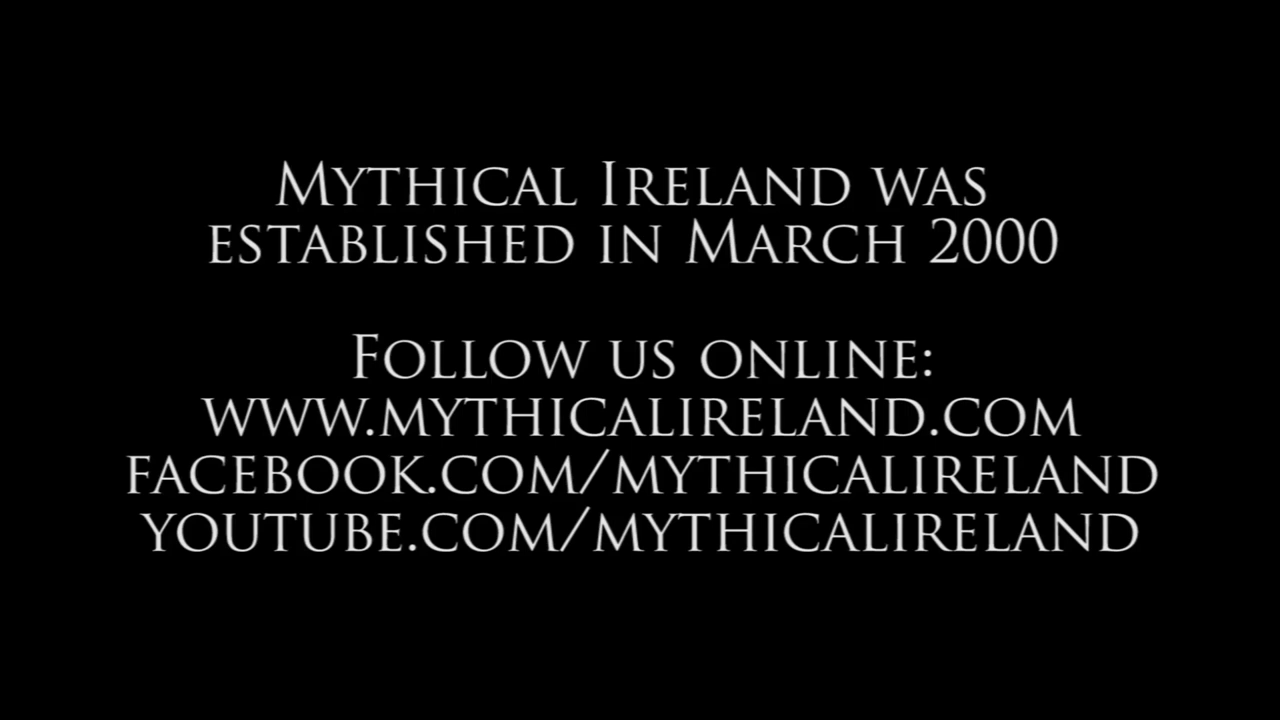 Mythical Ireland was
established in March 2000
Follow us online:
www.mythicalireland.com
facebook.com/mythicalireland
youtube.com/mythicalireland